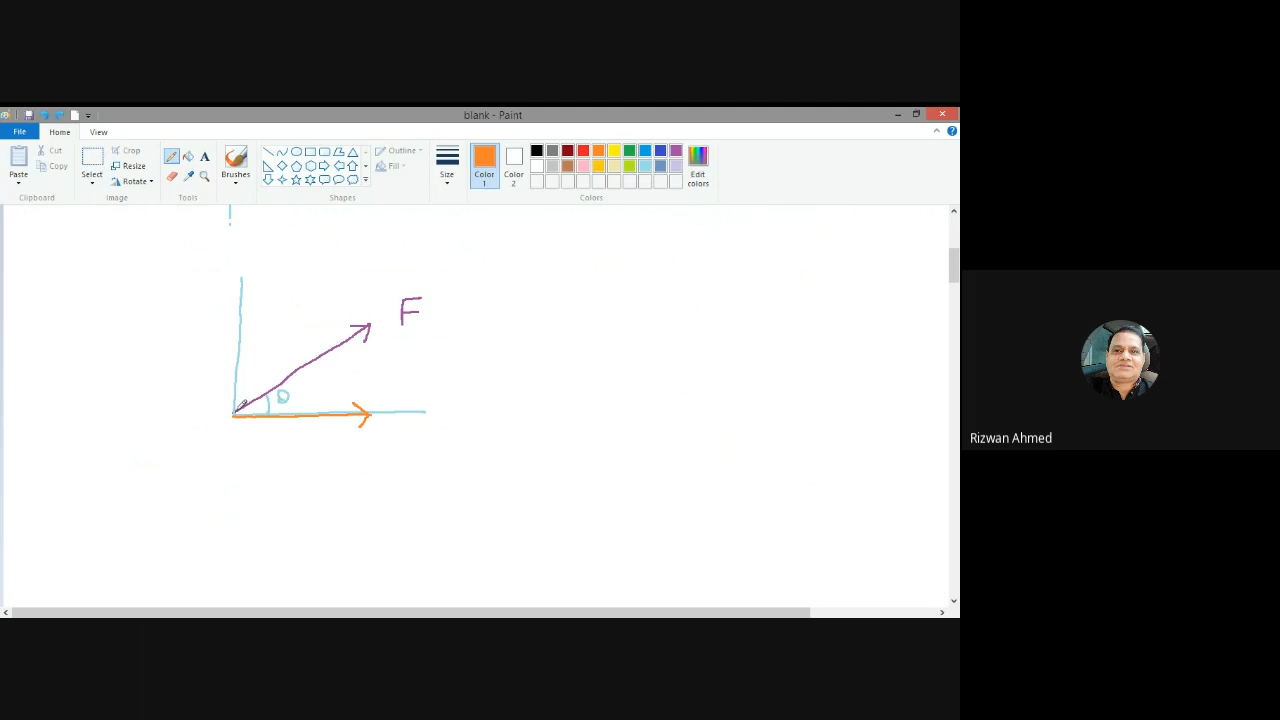 blank - Paint
File
Home
View
Paste
Cut
Copy
Clipboard
Select
Crop
Resize
Rotate
Image
A
Tools
Brushes
Shapes
Outline
Fill
Size
Color 1
Color 2
Edit colors
Colors
F
θ
Rizwan Ahmed